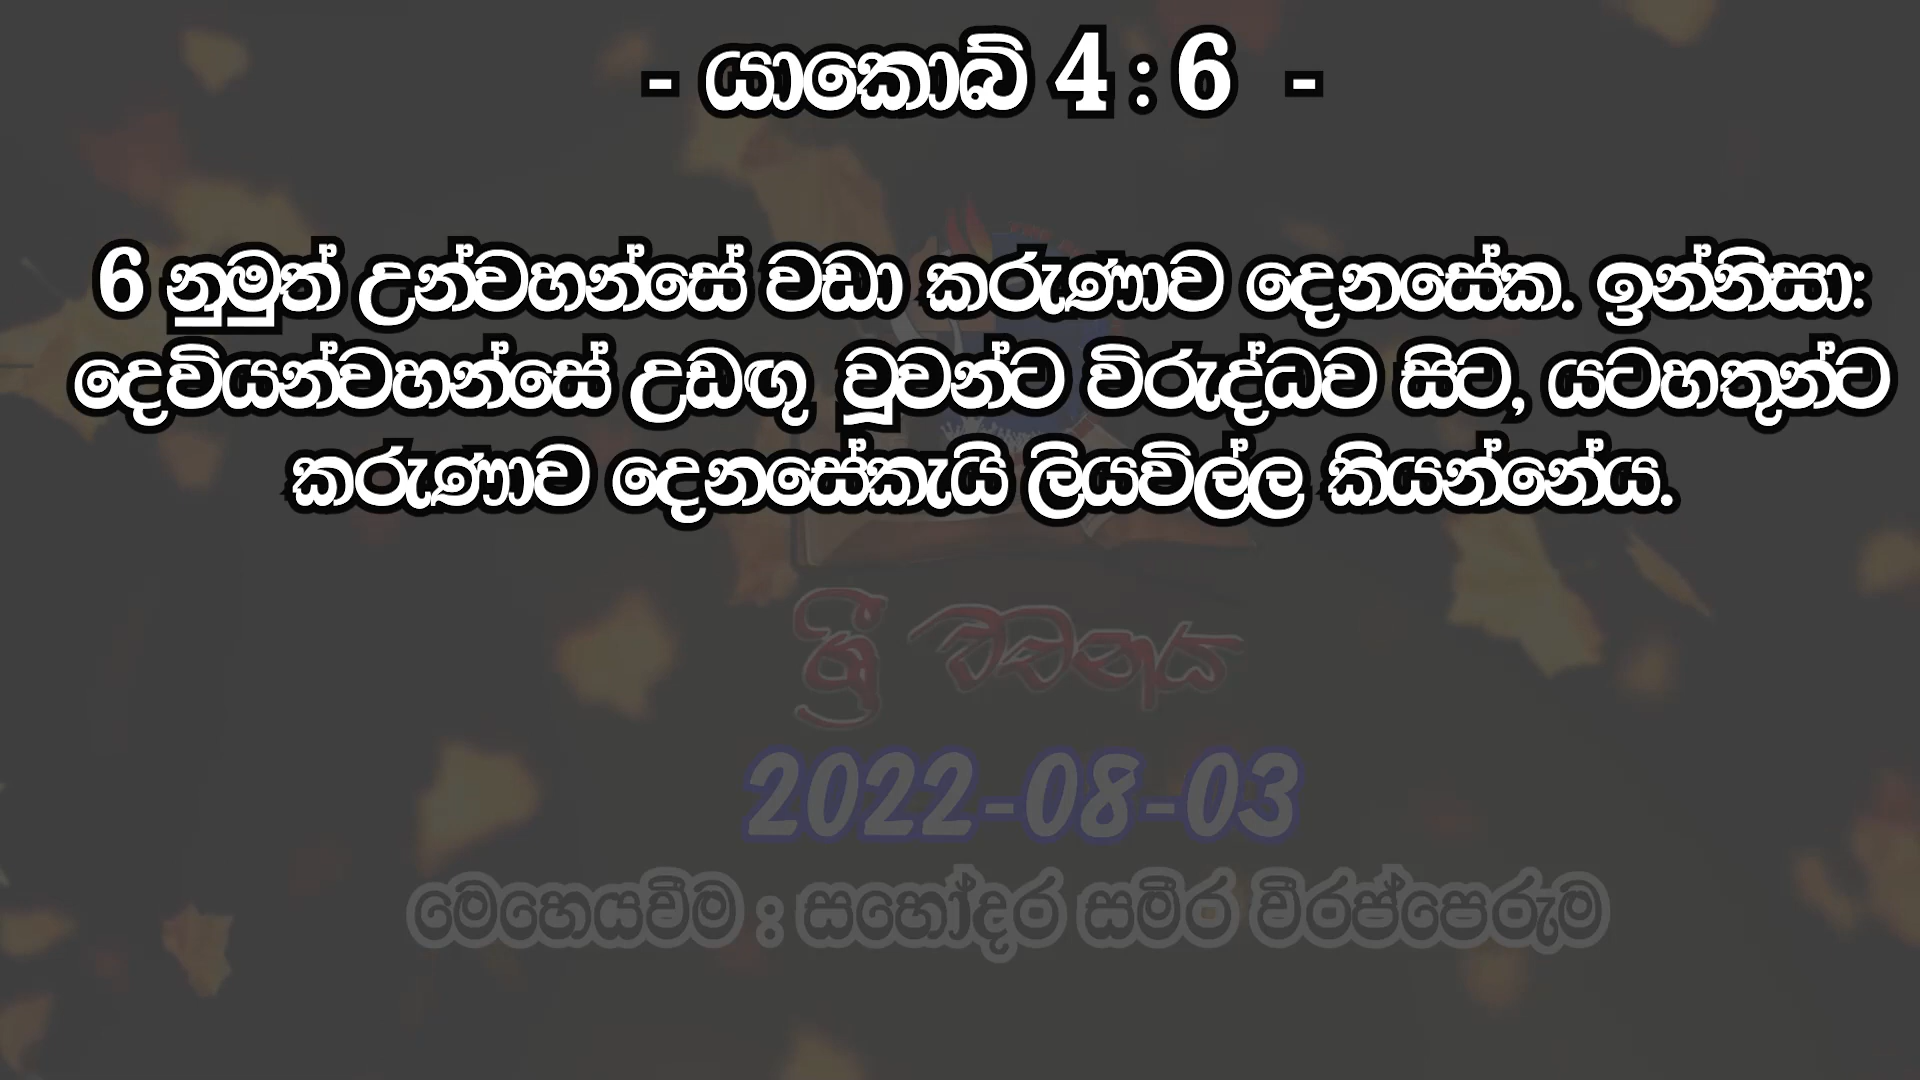 - යාකොබ් 4 : 6 -
6 නුමුත් උන්වහන්සේ වඩා කරුණාව දෙනසේක. ඉන්නිසා:
දෙවියන්වහන්සේ උඩඟු වූවන්ට විරුද්ධව සිට, යටහතුන්ට
කරුණාව දෙනසේකැයි ලියවිල්ල කියන්නේය.
ශ්‍රී වචනය
2022-08-03
මෙහෙයවීම : සහෝදර සමීර වීරප්පෙරුම